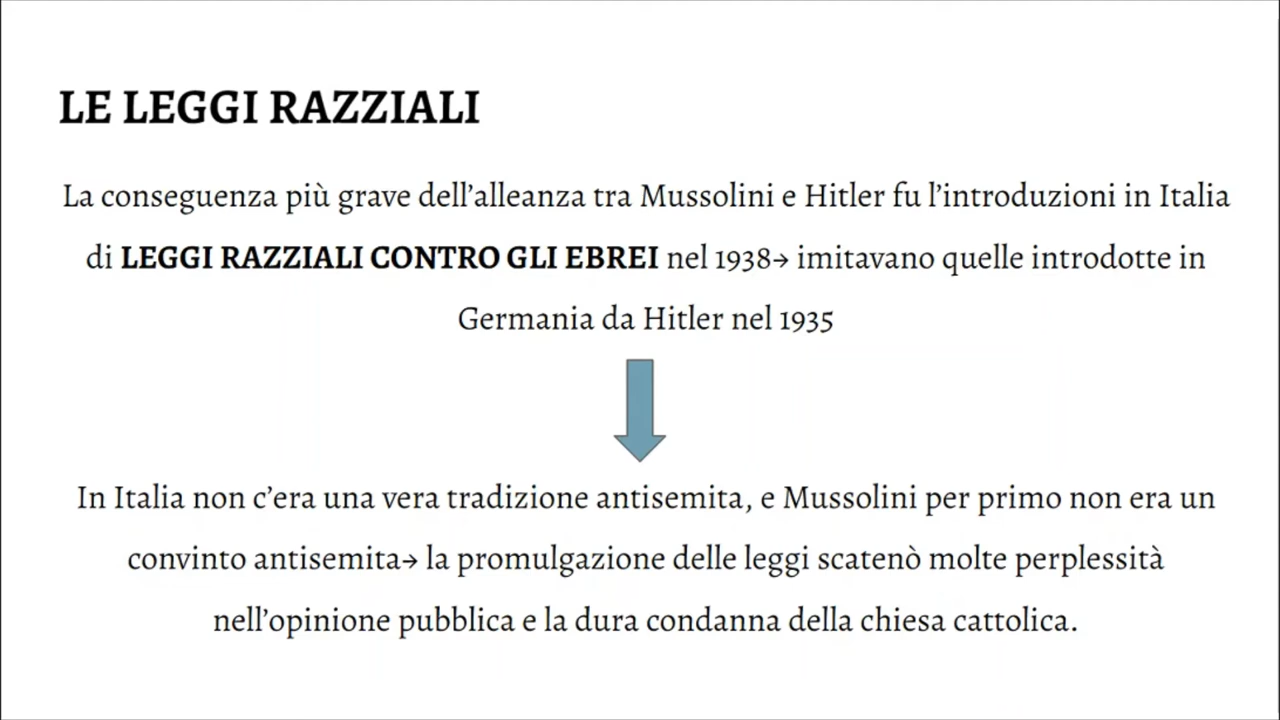 LE LEGGI RAZZIALI
La conseguenza più grave dell’alleanza tra Mussolini e Hitler fu l’introduzioni in Italia
di LEGGI RAZZIALI CONTRO GLI EBREI nel 1938→ imitavano quelle introdotte in
Germania da Hitler nel 1935
In Italia non c’era una vera tradizione antisemita, e Mussolini per primo non era un
convinto antisemita→ la promulgazione delle leggi scatenò molte perplessità
nell’opinione pubblica e la dura condanna della chiesa cattolica.